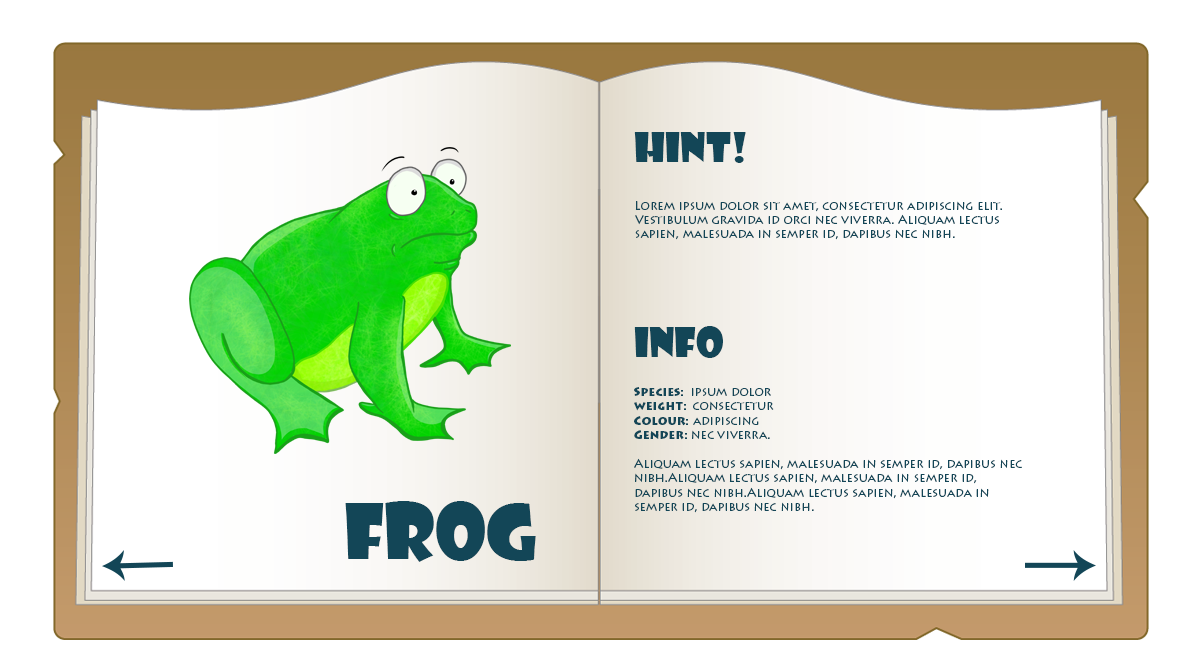 FROG
HINT!
LOREM IPSUM DOLOR SIT AMET, CONSECTETUR ADIPISCING ELIT.
VESTIBULUM GRAVIDA ID ORCI NEC VIVERRA. ALIQUAM LECTUS
SAPIEN, MALESUADA IN SEMPER ID, DAPIBUS NEC NIBH.
INFO
SPECIES: IPSUM DOLOR
WEIGHT: CONSECTETUR
COLOUR: ADIPISCING
GENDER: NEC VIVERRA.
ALIQUAM LECTUS SAPIEN, MALESUADA IN SEMPER ID, DAPIBUS NEC
NIBH.ALIQUAM LECTUS SAPIEN, MALESUADA IN SEMPER ID,
DAPIBUS NEC NIBH.ALIQUAM LECTUS SAPIEN, MALESUADA IN
SEMPER ID, DAPIBUS NEC NIBH.